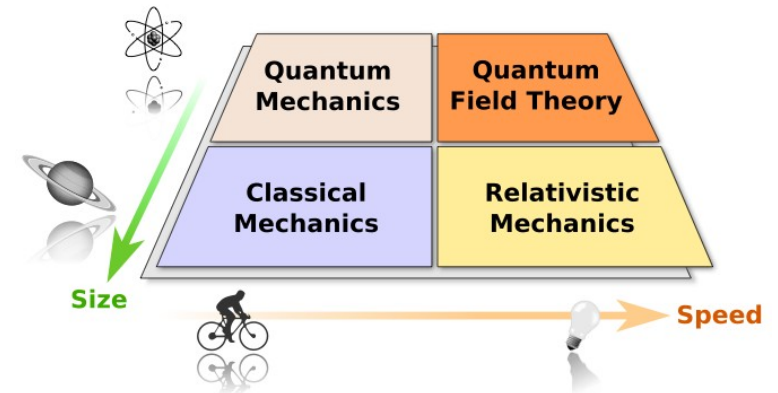 Quantum
Mechanics
Quantum
Field Theory
Classical
Mechanics
Relativistic
Mechanics
Size
Speed